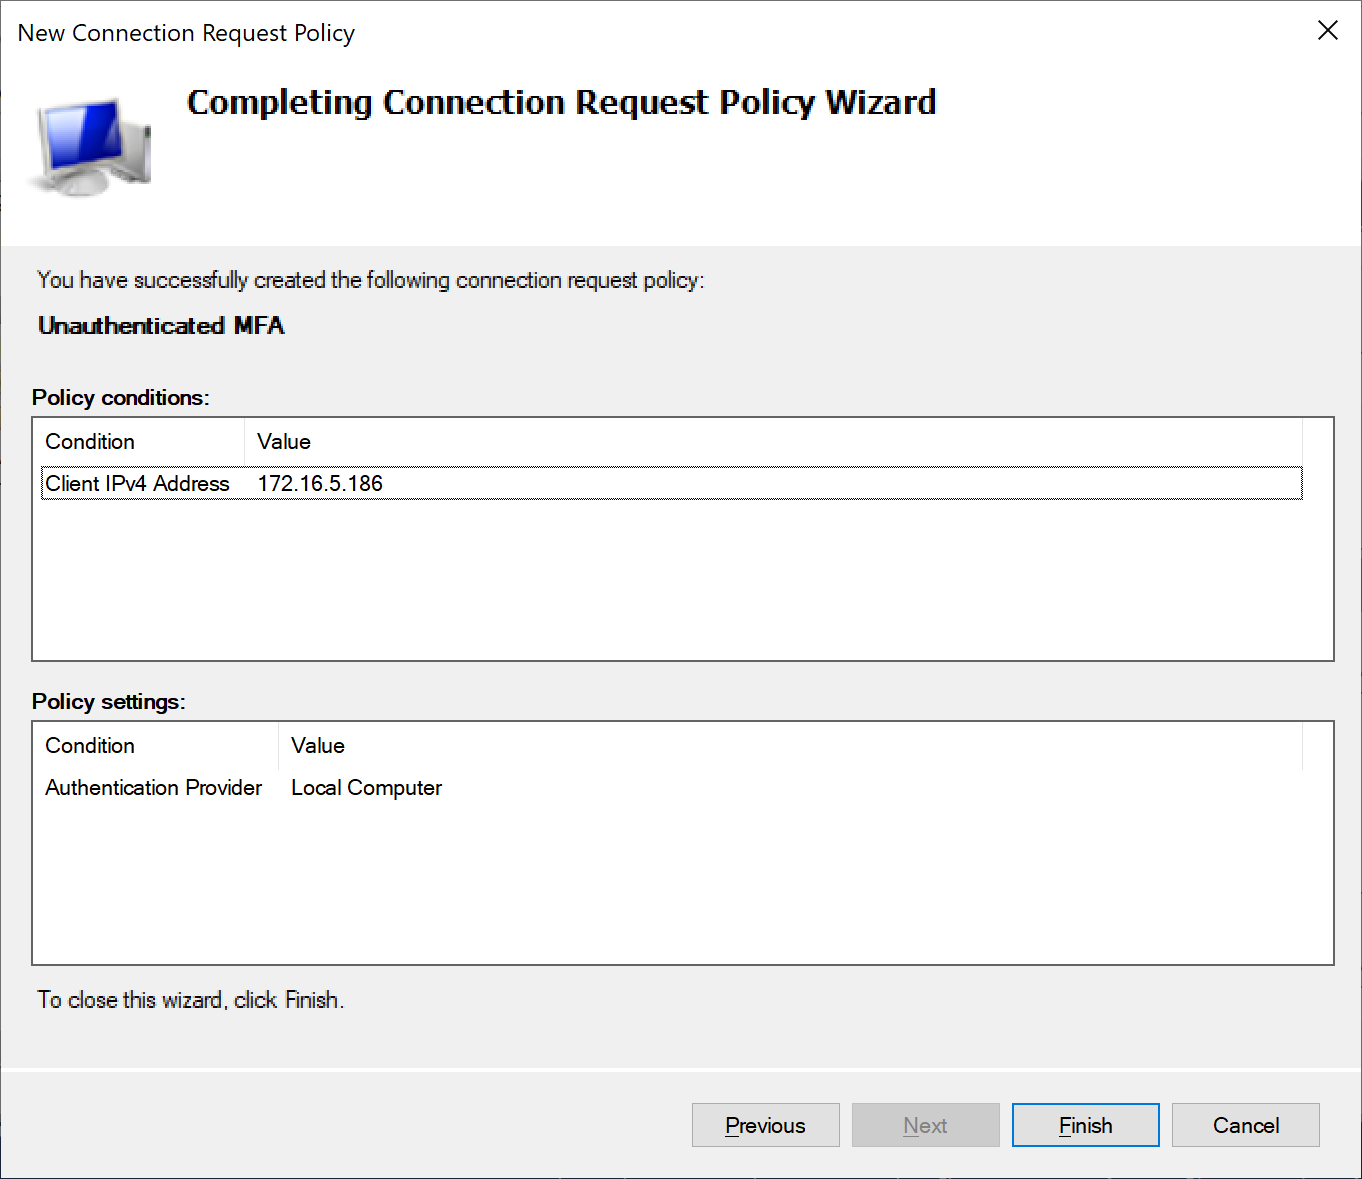 New Connection Request Policy
Completing Connection Request Policy Wizard
You have successfully created the following connection request policy:
Unauthenticated MFA
Policy conditions:
Condition Value
Client IPv4 Address 172.16.5.186
Policy settings:
Condition Value
Authentication Provider Local Computer
To close this wizard, click Finish.
Previous Next Finish Cancel